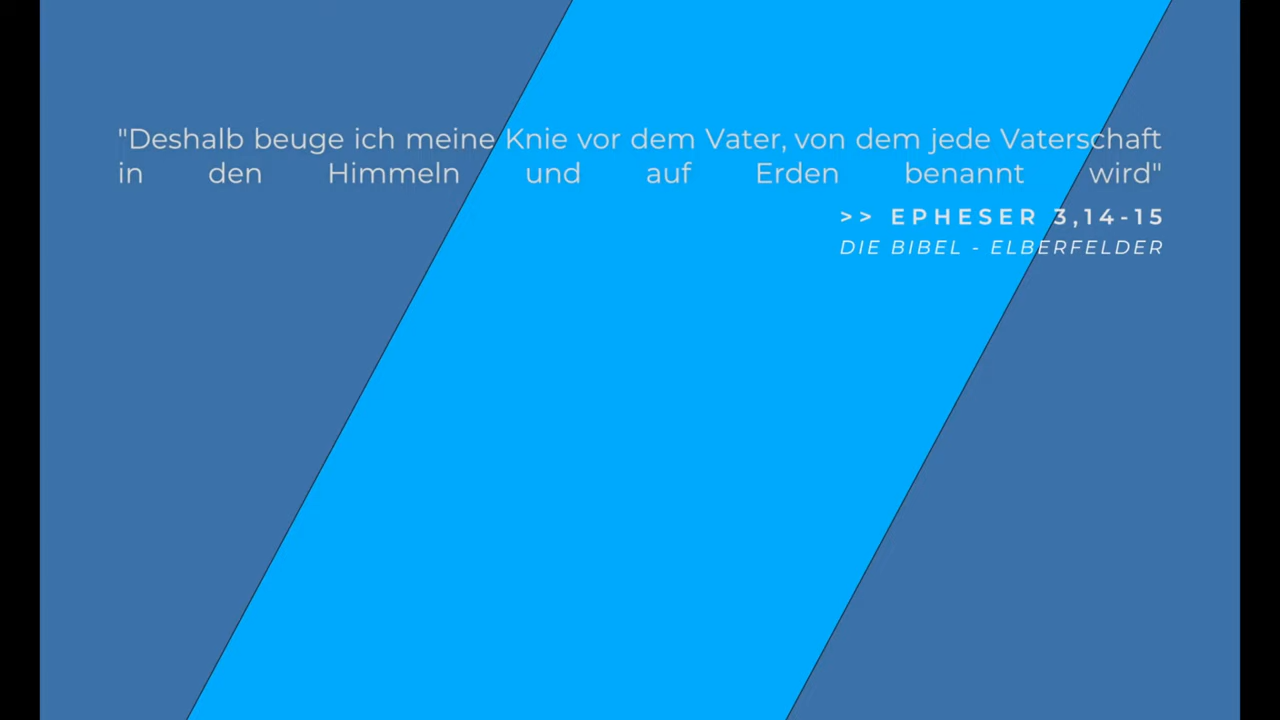 "Deshalb beuge ich meine Knie vor dem Vater, von dem jede Vaterschaft
in den Himmeln und auf Erden benannt wird"
>> EPHESER 3,14-15
DIE BIBEL - ELBERFELDER